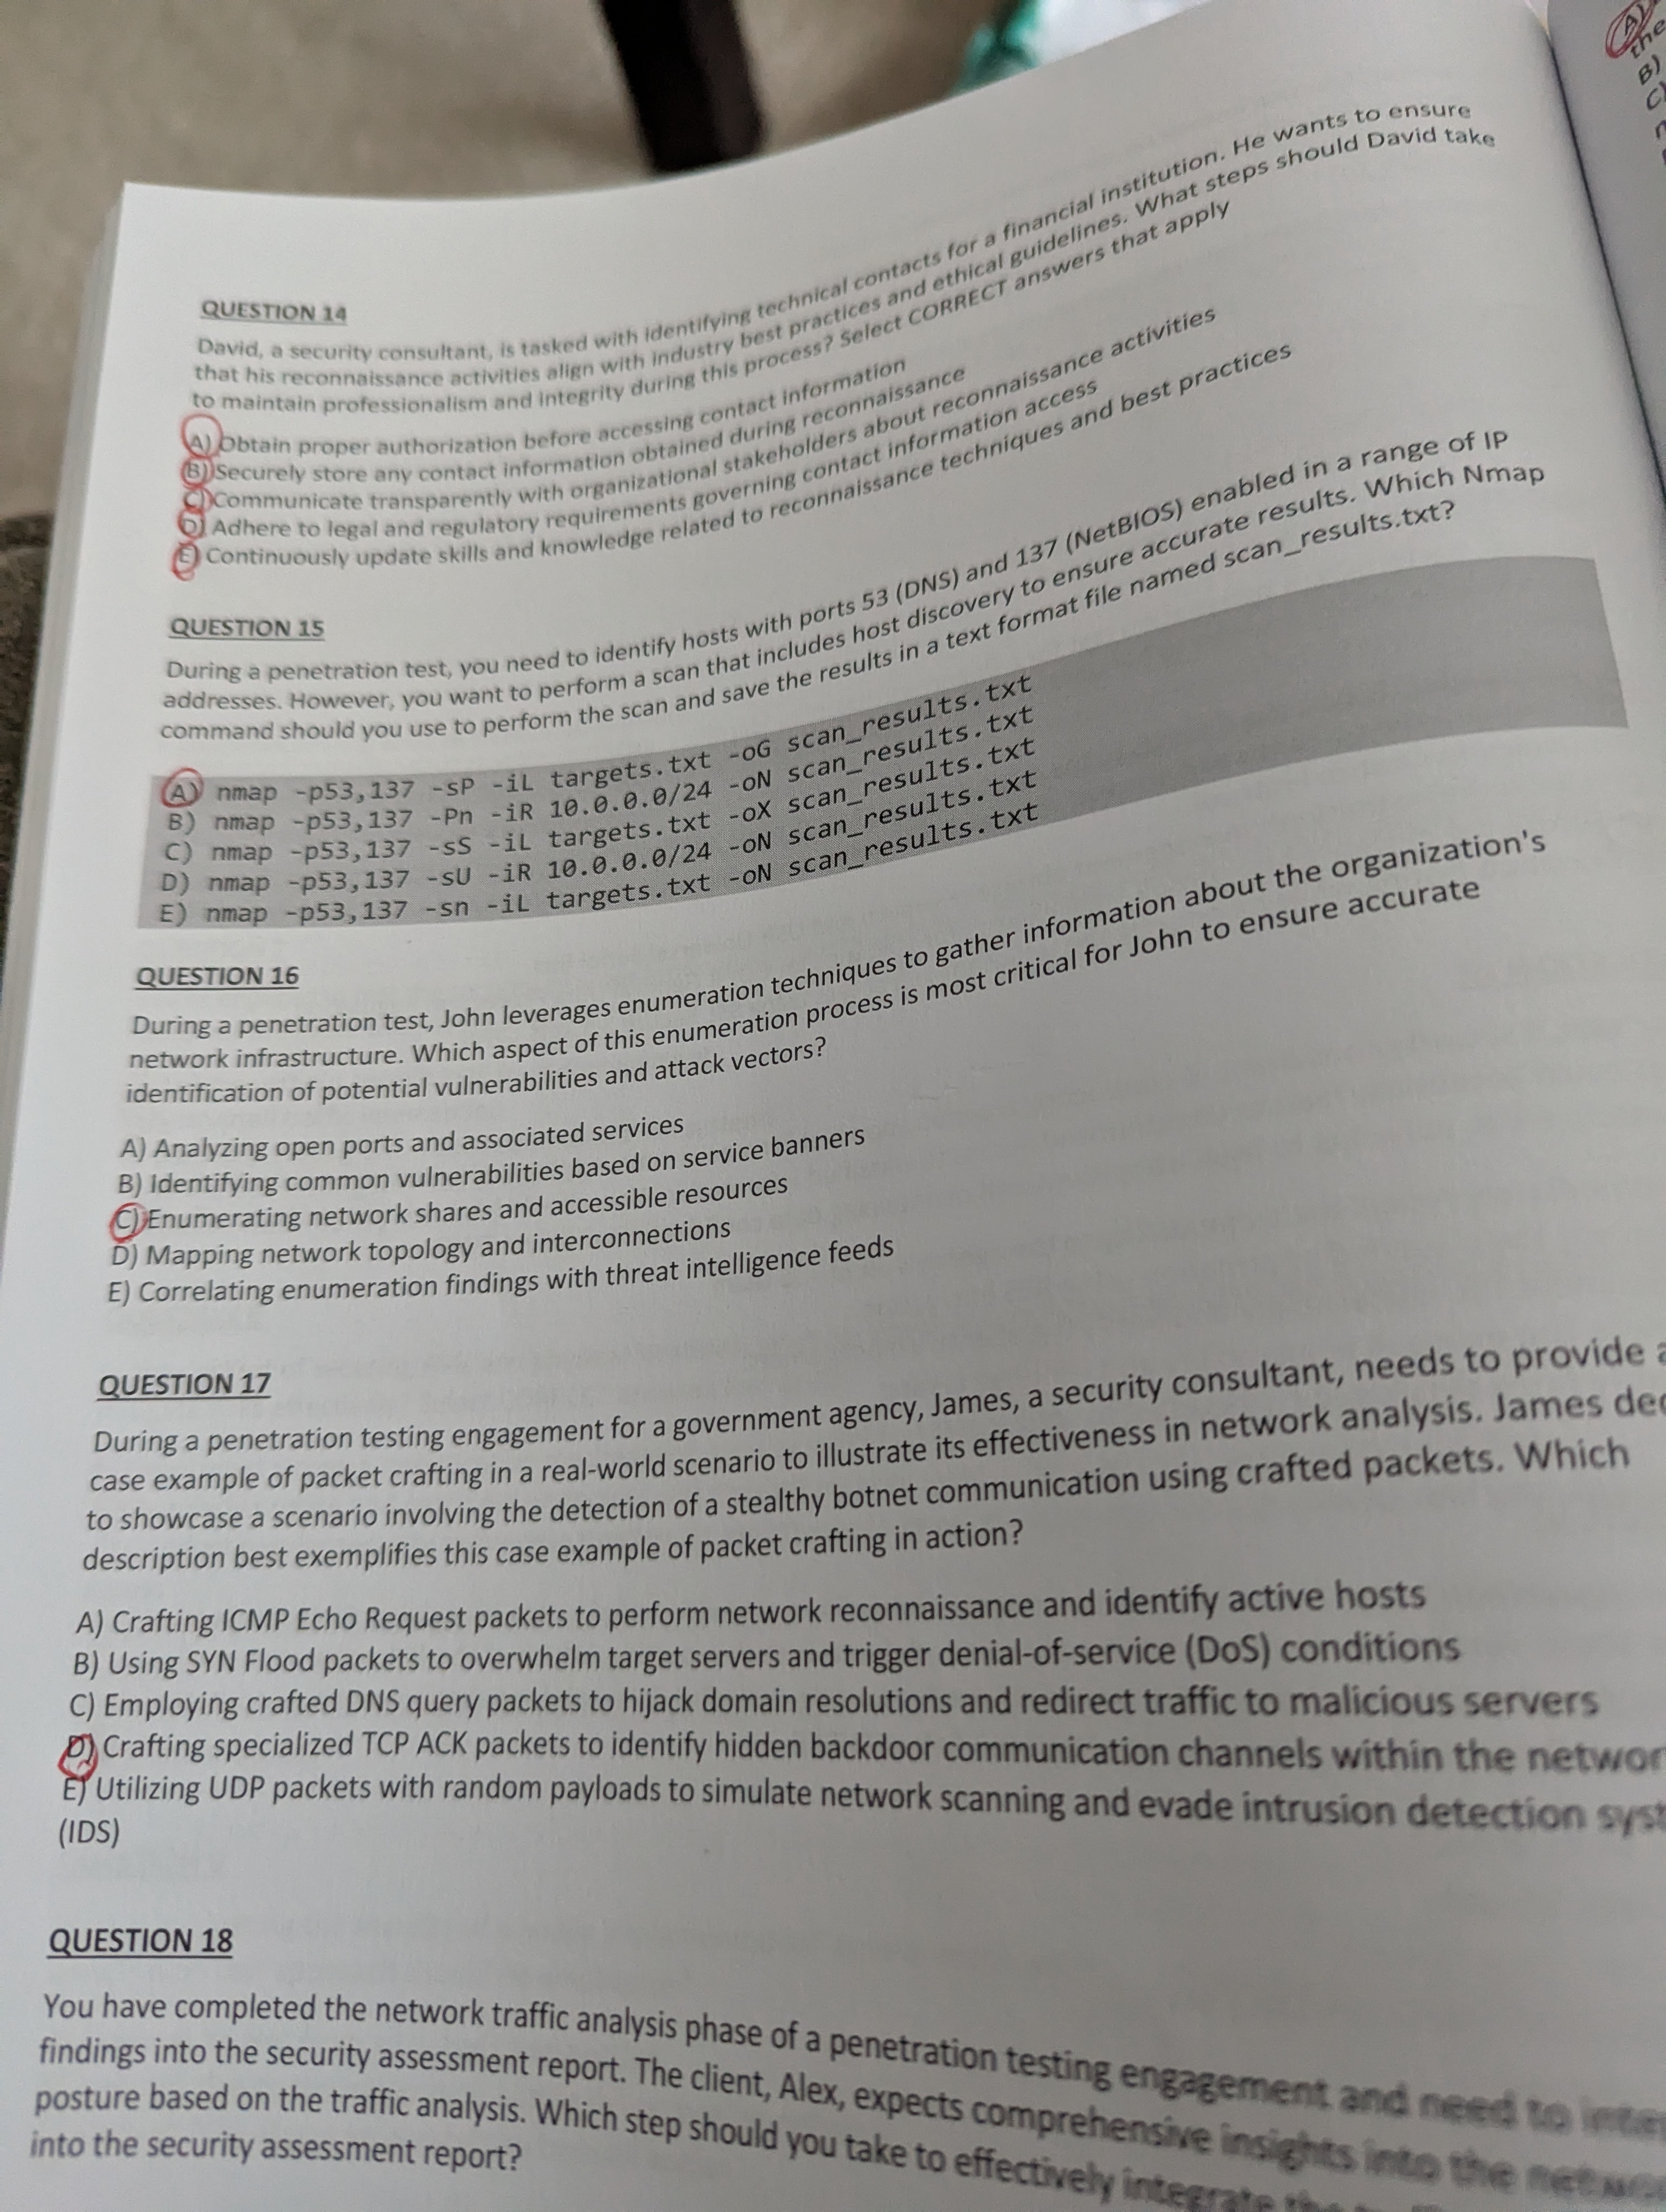 QUESTION 14
David, a security consultant, is tasked with identifying technical contacts for a financial institution. He wants to ensure
that his reconnaissance activities align with industry best practices and ethical guidelines. What steps should David take
to maintain professionalism and integrity during this process? Select CORRECT answers that apply
A) Obtain proper authorization before accessing contact information
B) Securely store any contact information obtained during reconnaissance
C) Communicate transparently with organizational stakeholders about reconnaissance activities
D) Adhere to legal and regulatory requirements governing contact information access
E) Continuously update skills and knowledge related to reconnaissance techniques and best practices
QUESTION 15
During a penetration test, you need to identify hosts with ports 53 (DNS) and 137 (NetBIOS) enabled in a range of IP
addresses. However, you want to perform a scan that includes host discovery to ensure accurate results. Which Nmap
command should you use to perform the scan and save the results in a text format file named scan_results.txt?
A) nmap -p53,137 -sP -iL targets.txt -oG scan_results.txt
B) nmap -p53,137 -Pn -iR 10.0.0.0/24 -oN scan_results.txt
C) nmap -p53,137 -sS -iL targets.txt -oX scan_results.txt
D) nmap -p53,137 -sU -iR 10.0.0.0/24 -oN scan_results.txt
E) nmap -p53,137 -sn -iL targets.txt -oN scan_results.txt
QUESTION 16
During a penetration test, John leverages enumeration techniques to gather information about the organization's
network infrastructure. Which aspect of this enumeration process is most critical for John to ensure accurate
identification of potential vulnerabilities and attack vectors?
A) Analyzing open ports and associated services
B) Identifying common vulnerabilities based on service banners
C) Enumerating network shares and accessible resources
D) Mapping network topology and interconnections
E) Correlating enumeration findings with threat intelligence feeds
QUESTION 17
During a penetration testing engagement for a government agency, James, a security consultant, needs to provide a
case example of packet crafting in a real-world scenario to illustrate its effectiveness in network analysis. James dec
to showcase a scenario involving the detection of a stealthy botnet communication using crafted packets. Which
description best exemplifies this case example of packet crafting in action?
A) Crafting ICMP Echo Request packets to perform network reconnaissance and identify active hosts
B) Using SYN Flood packets to overwhelm target servers and trigger denial-of-service (DoS) conditions
C) Employing crafted DNS query packets to hijack domain resolutions and redirect traffic to malicious servers
D) Crafting specialized TCP ACK packets to identify hidden backdoor communication channels within the networ
E) Utilizing UDP packets with random payloads to simulate network scanning and evade intrusion detection syst
(IDS)
QUESTION 18
You have completed the network traffic analysis phase of a penetration testing engagement and need to inte
findings into the security assessment report. The client, Alex, expects comprehensive insights into the netwo
posture based on the traffic analysis. Which step should you take to effectively integrate
into the security assessment report?
A)
the
B)
C)